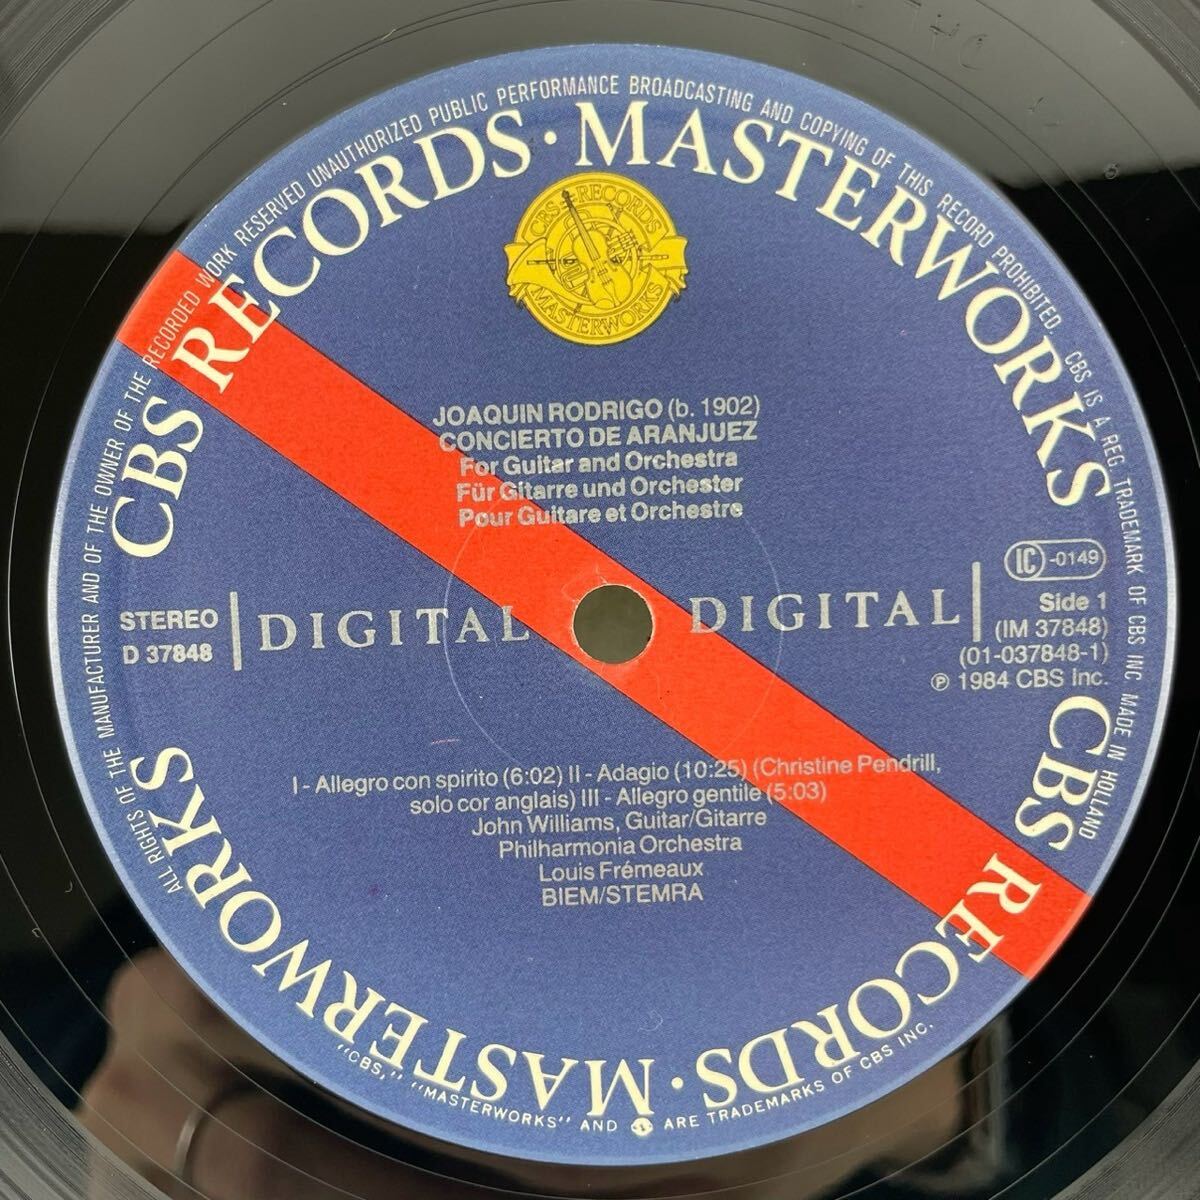 ALL RIGHTS OF THE MANUFACTURER AND OF THE OWNER OF THE RECORDED WORK RESERVED UNAUTHORIZED PUBLIC PERFORMANCE BROADCASTING AND COPYING OF THIS RECORD PROHIBITED. CBS IS A REG. TRADEMARK OF CBS INC. MADE IN HOLLAND
CBS RECORDS · MASTERWORKS
CBS RECORDS · MASTERWORKS
CBS RECORDS
MASTERWORKS
JOAQUIN RODRIGO (b. 1902)
CONCIERTO DE ARANJUEZ
For Guitar and Orchestra
Für Gitarre und Orchester
Pour Guitare et Orchestre
STEREO
D 37848
DIGITAL
DIGITAL
IC -0149
Side 1
(IM 37848)
(01-037848-1)
℗ 1984 CBS Inc.
I - Allegro con spirito (6:02) II - Adagio (10:25) (Christine Pendrill,
solo cor anglais) III - Allegro gentile (5:03)
John Williams, Guitar/Gitarre
Philharmonia Orchestra
Louis Frémeaux
BIEM/STEMRA
"CBS," "MASTERWORKS" AND ARE TRADEMARKS OF CBS INC.